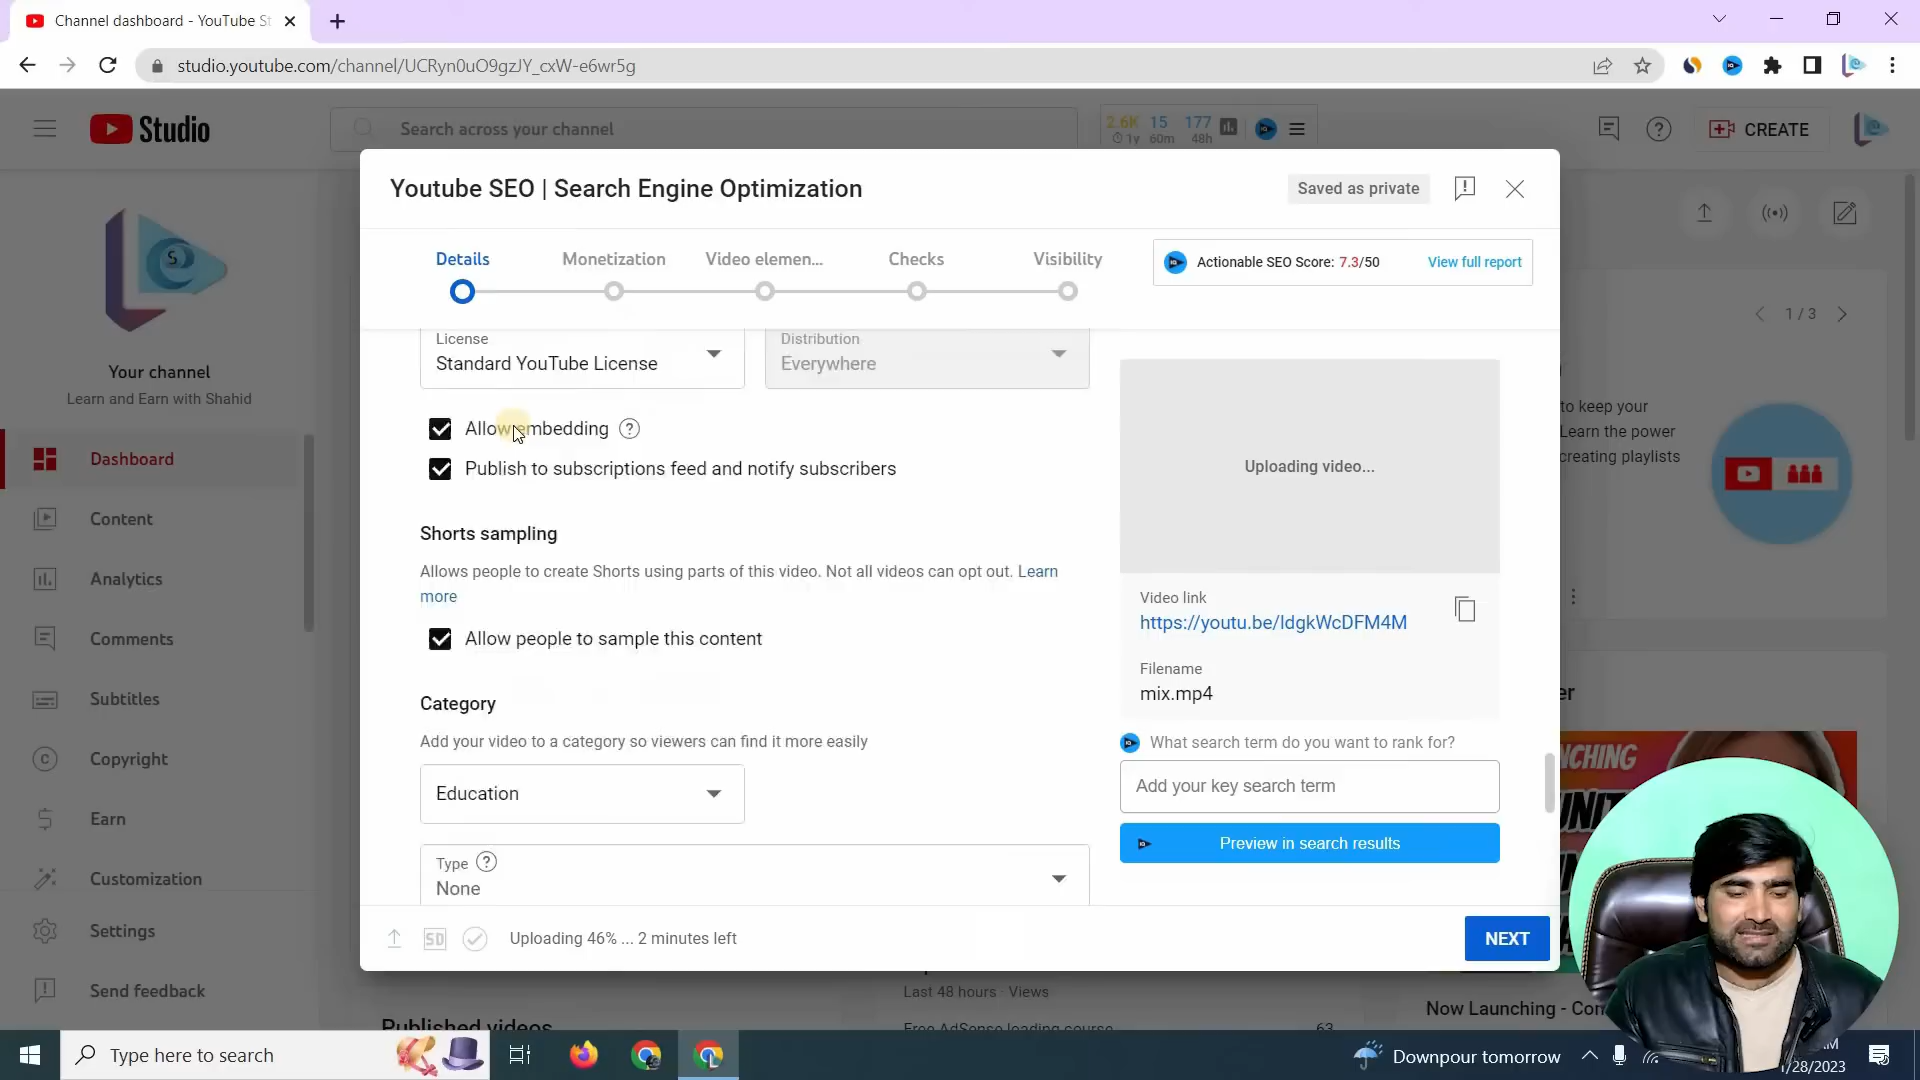 Channel dashboard - YouTube St
studio.youtube.com/channel/UCRyn0uO9gzJY_cxW-e6wr5g
Studio
Search across your channel
2.6K 15 177
1y 60m 48h
CREATE
Youtube SEO | Search Engine Optimization
Saved as private
Details
Monetization
Video elemen...
Checks
Visibility
Actionable SEO Score: 7.3/50
View full report
1 / 3
Your channel
Learn and Earn with Shahid
Dashboard
Content
Analytics
Comments
Subtitles
Copyright
Earn
Customization
Settings
Send feedback
License
Standard YouTube License
Distribution
Everywhere
Allow embedding
Publish to subscriptions feed and notify subscribers
Shorts sampling
Allows people to create Shorts using parts of this video. Not all videos can opt out. Learn
more
Allow people to sample this content
Category
Add your video to a category so viewers can find it more easily
Education
Type
None
Uploading video...
Video link
https://youtu.be/ldgkWcDFM4M
Filename
mix.mp4
What search term do you want to rank for?
Add your key search term
Preview in search results
to keep your
Learn the power
creating playlists
SD
Uploading 46% ... 2 minutes left
NEXT
Last 48 hours · Views
Published videos
Free AdSense loading course
63
Now Launching - Con
Type here to search
Downpour tomorrow
1/28/2023